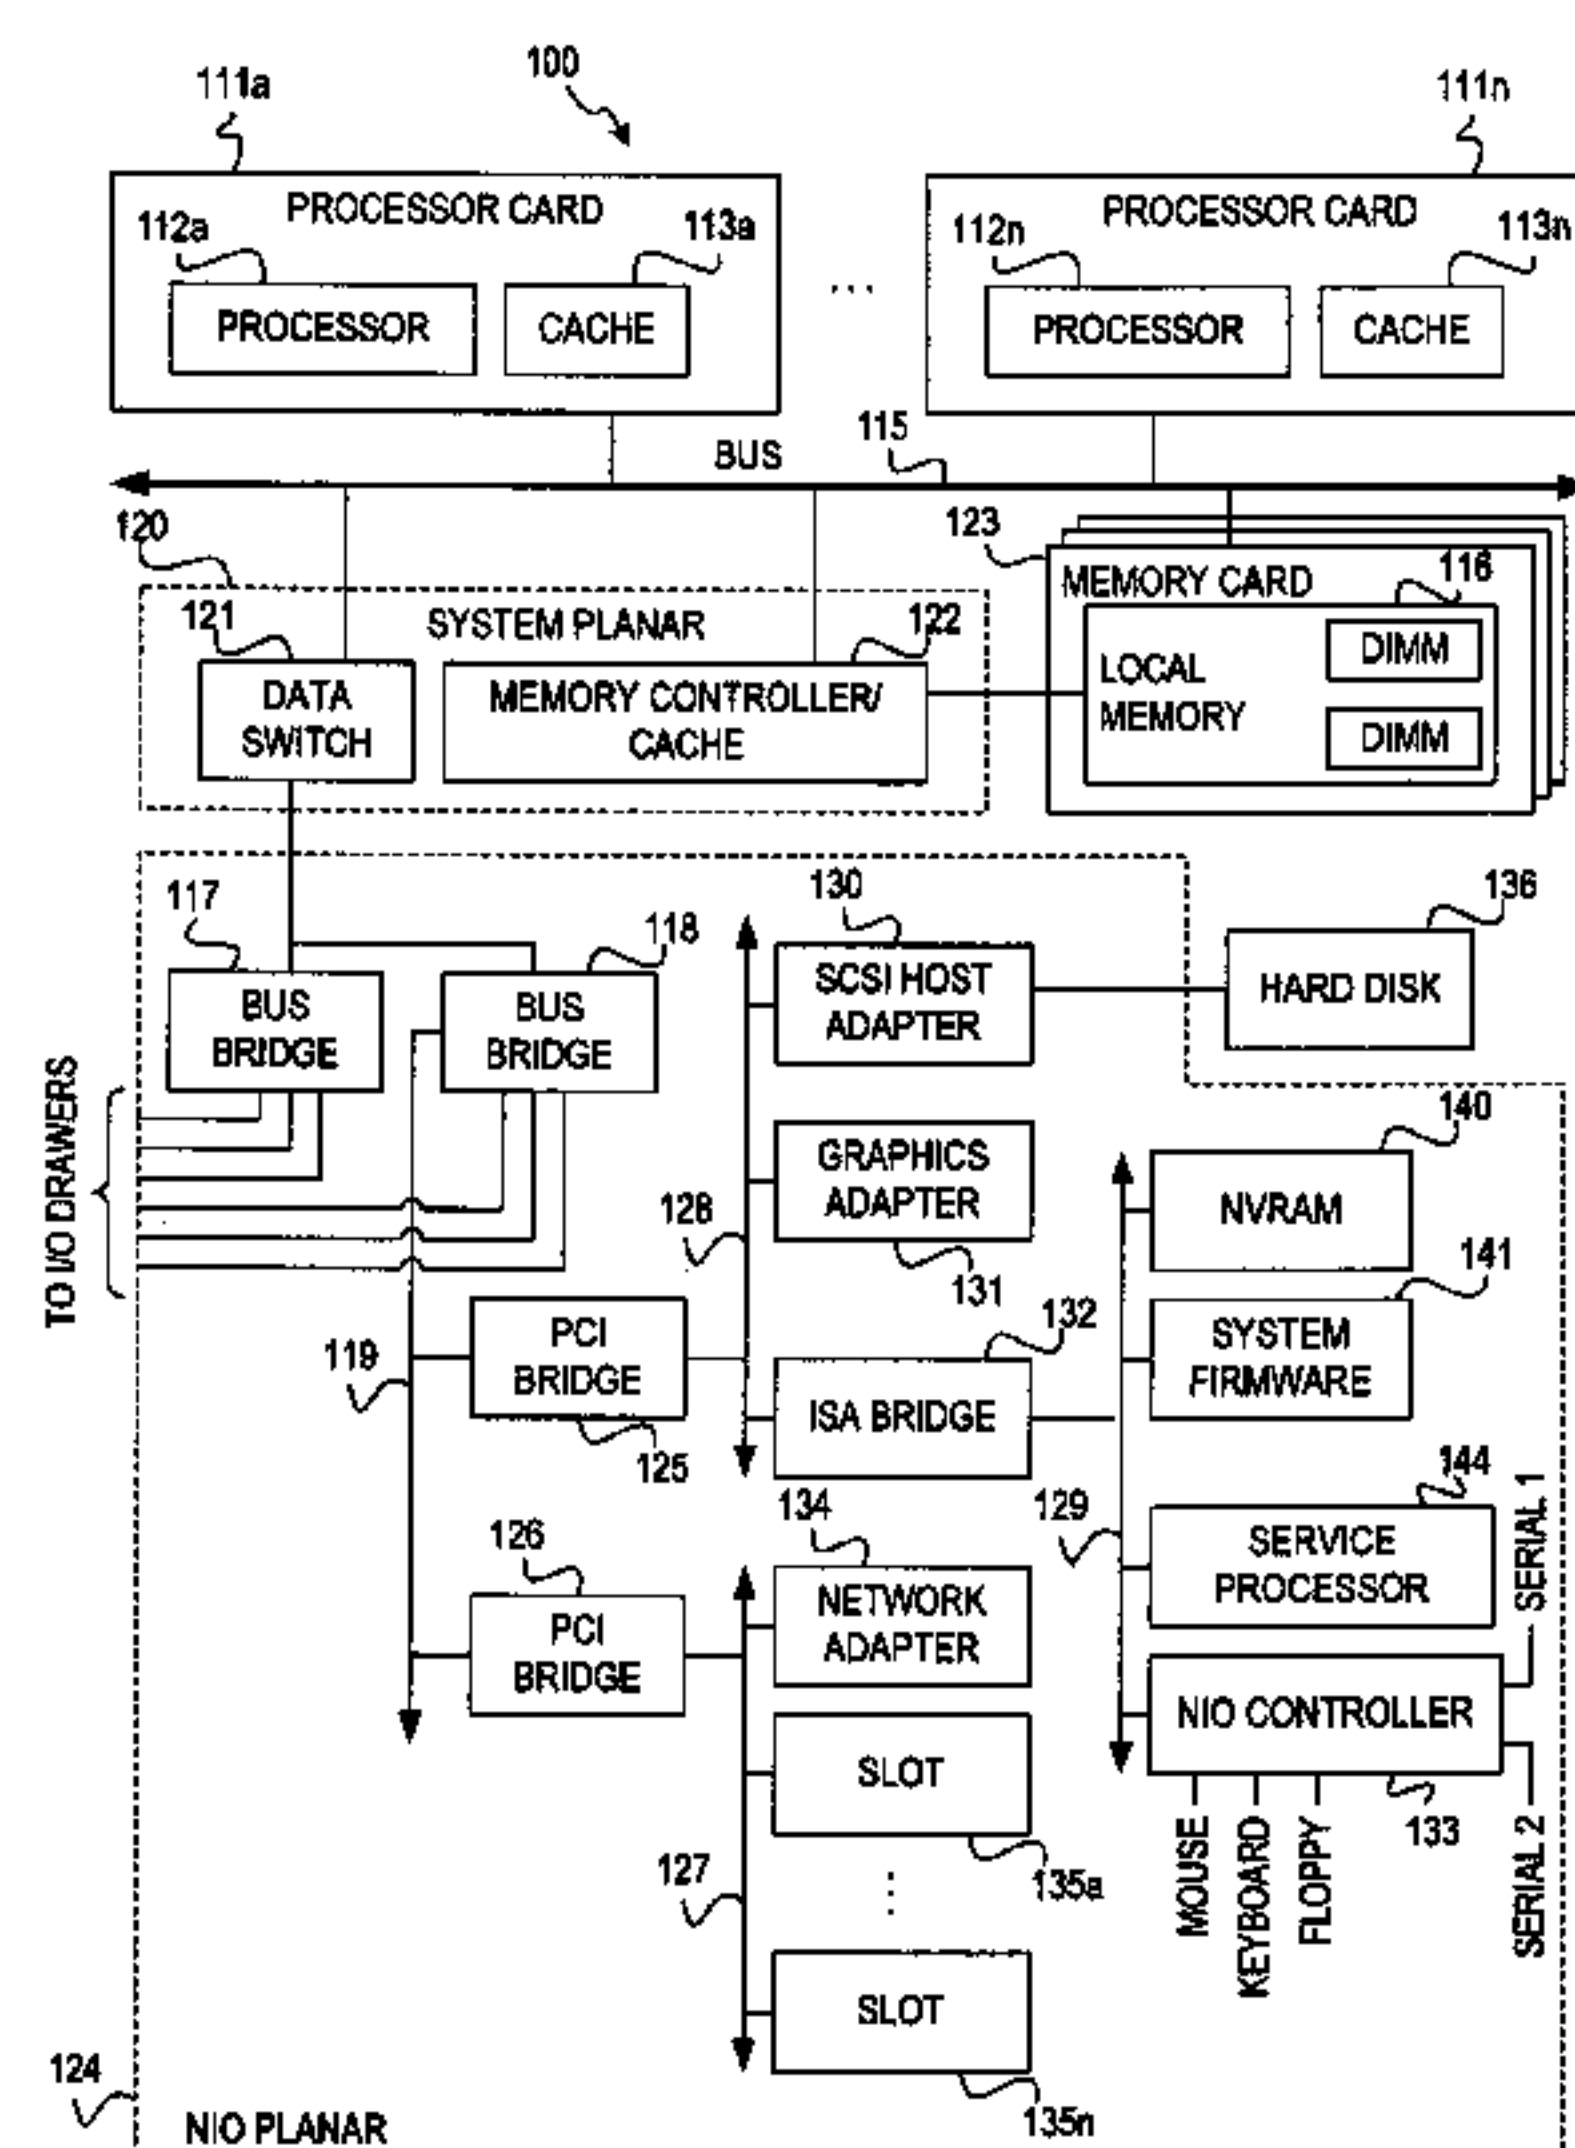 100
111a
111n
PROCESSOR CARD
112a
113a
PROCESSOR
CACHE
...
PROCESSOR CARD
112n
113n
PROCESSOR
CACHE
BUS
115
120
123
MEMORY CARD
116
LOCAL
MEMORY
DIMM
DIMM
121
SYSTEM PLANAR
122
DATA
SWITCH
MEMORY CONTROLLER/
CACHE
117
118
BUS
BRIDGE
BUS
BRIDGE
130
SCSI HOST
ADAPTER
136
HARD DISK
TO I/O DRAWERS
128
GRAPHICS
ADAPTER
131
140
NVRAM
141
SYSTEM
FIRMWARE
119
PCI
BRIDGE
125
132
ISA BRIDGE
129
144
SERVICE
PROCESSOR
SERIAL 1
126
PCI
BRIDGE
134
NETWORK
ADAPTER
NIO CONTROLLER
133
SLOT
135a
127
MOUSE
KEYBOARD
FLOPPY
SERIAL 2
SLOT
135n
124
NIO PLANAR